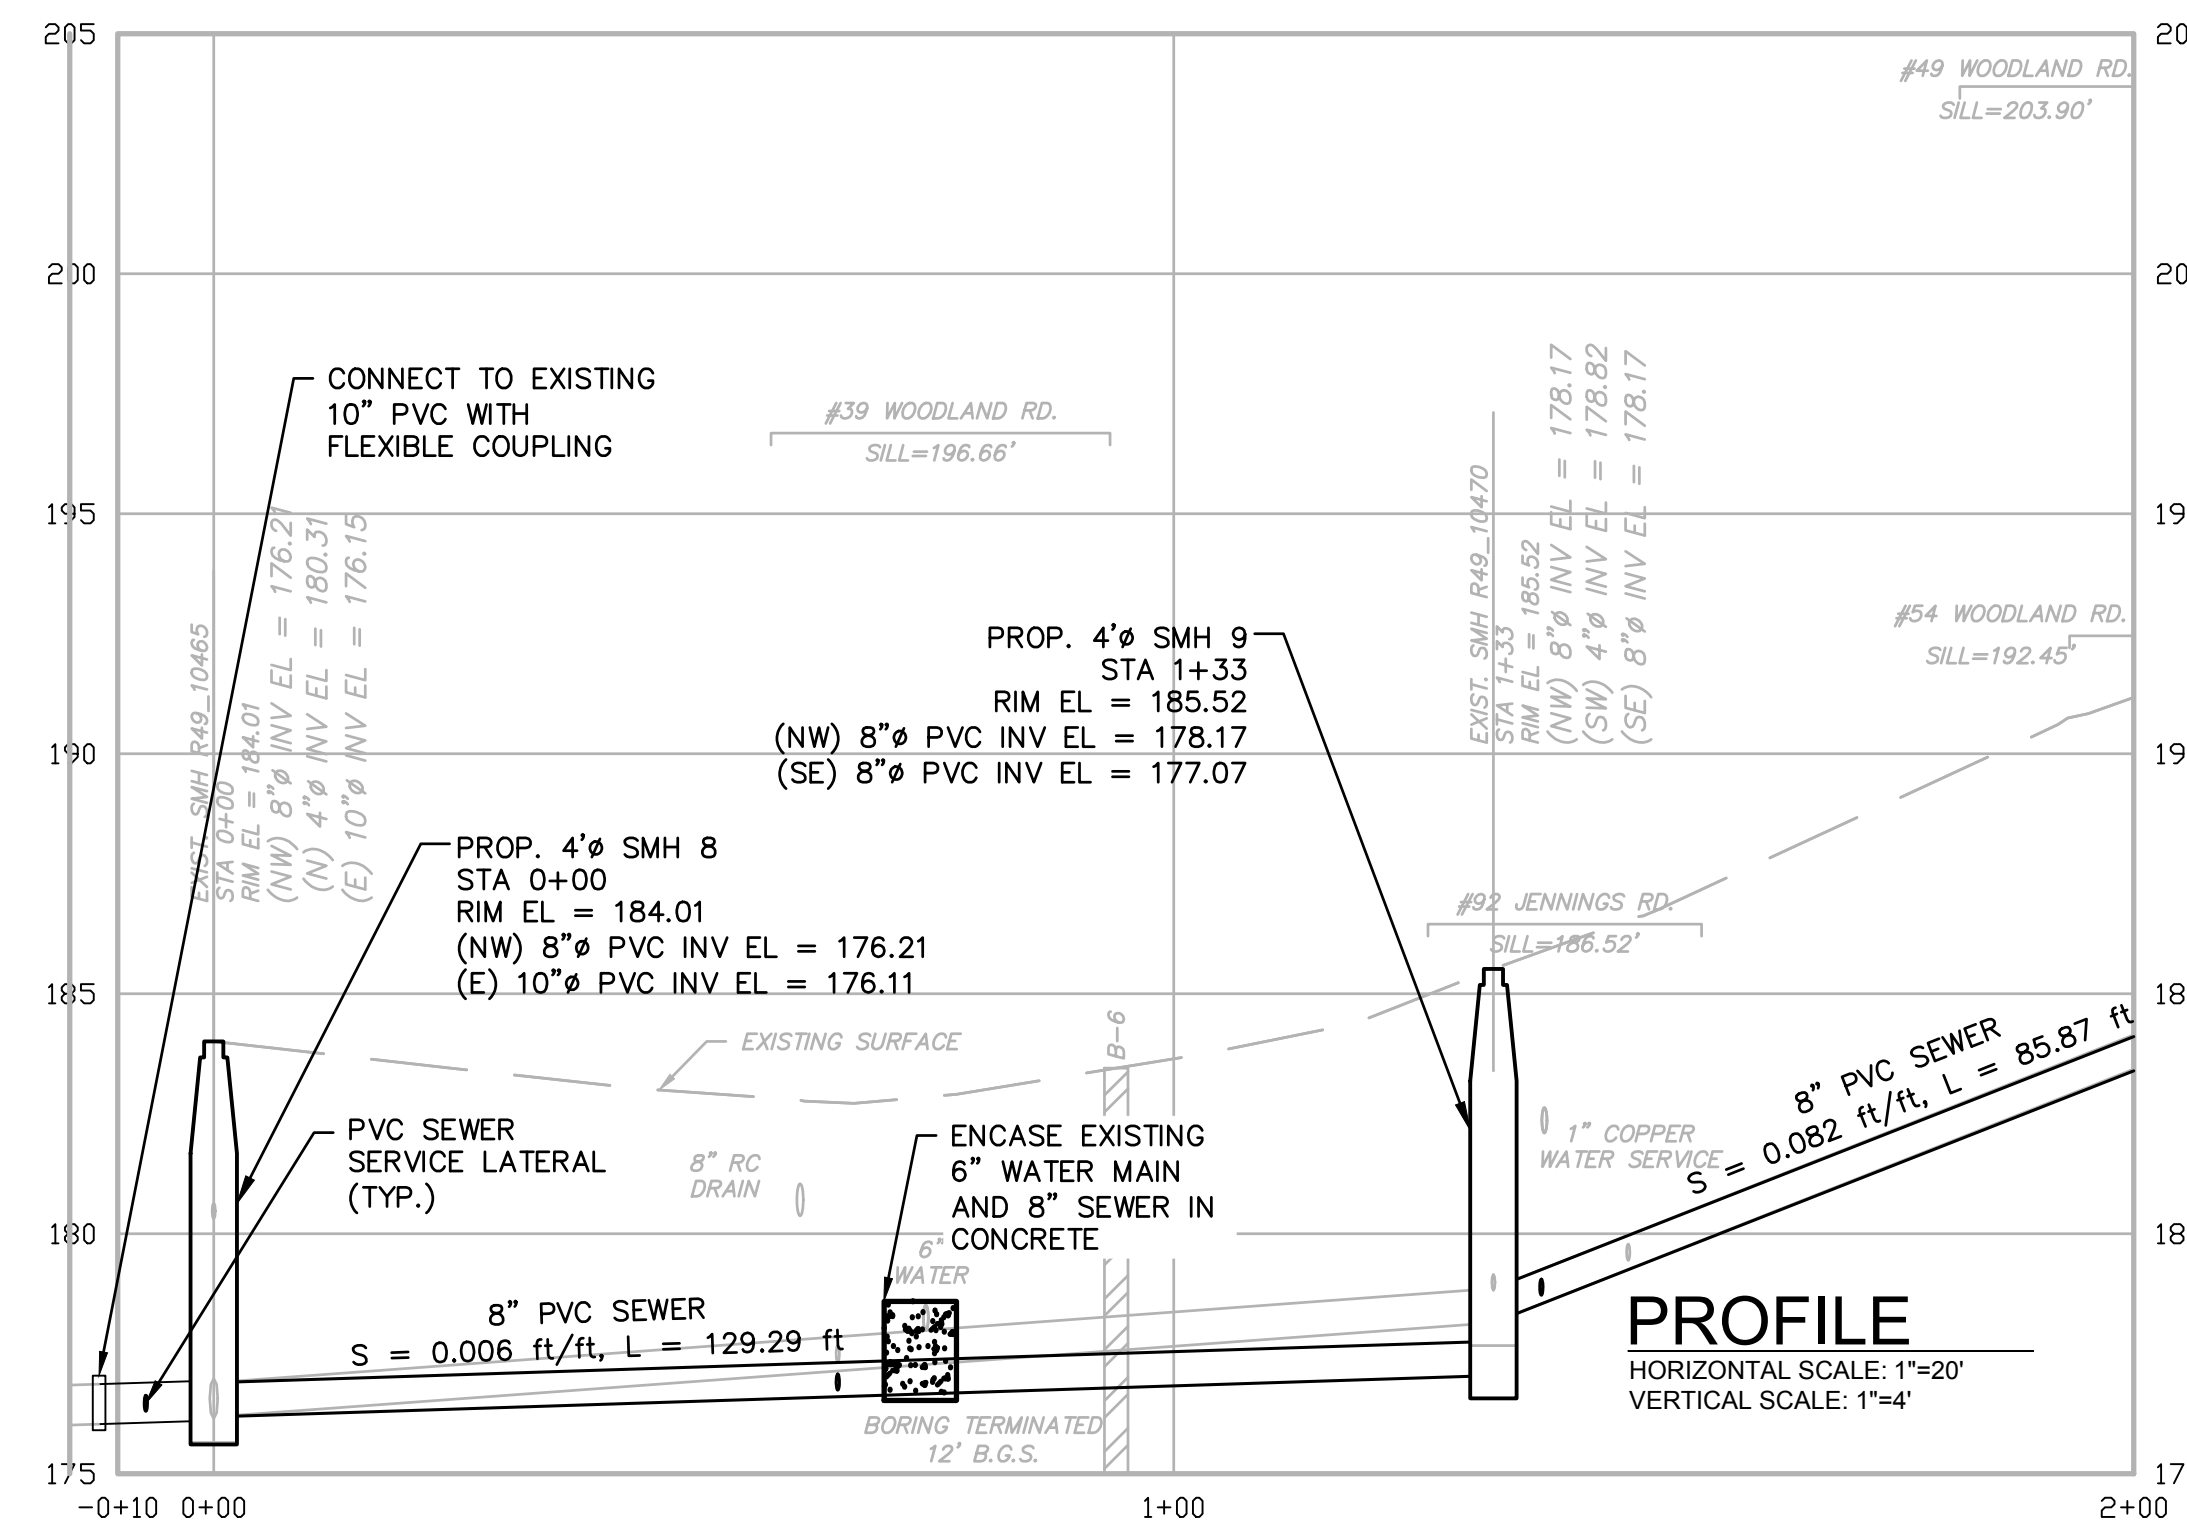 205
20
#49 WOODLAND RD.
SILL=203.90'
200
20
CONNECT TO EXISTING
10" PVC WITH
FLEXIBLE COUPLING
#39 WOODLAND RD.
SILL=196.66'
195
19
EXIST. SMH R49_10465
STA 0+00
RIM EL = 184.01
(NW) 8"ø INV EL = 176.21
(N) 4"ø INV EL = 180.31
(E) 10"ø INV EL = 176.15
EXIST. SMH R49_10470
STA 1+33
RIM EL = 185.52
(NW) 8"ø INV EL = 178.17
(SW) 4"ø INV EL = 178.82
(SE) 8"ø INV EL = 178.17
#54 WOODLAND RD.
SILL=192.45'
PROP. 4'ø SMH 9
STA 1+33
RIM EL = 185.52
(NW) 8"ø PVC INV EL = 178.17
(SE) 8"ø PVC INV EL = 177.07
190
19
PROP. 4'ø SMH 8
STA 0+00
RIM EL = 184.01
(NW) 8"ø PVC INV EL = 176.21
(E) 10"ø PVC INV EL = 176.11
#92 JENNINGS RD.
SILL=186.52'
185
18
EXISTING SURFACE
B-6
PVC SEWER
SERVICE LATERAL
(TYP.)
8" RC
DRAIN
ENCASE EXISTING
6" WATER MAIN
AND 8" SEWER IN
CONCRETE
1" COPPER
WATER SERVICE
8" PVC SEWER
S = 0.082 ft/ft, L = 85.87 ft
180
18
6"
WATER
8" PVC SEWER
S = 0.006 ft/ft, L = 129.29 ft
PROFILE
HORIZONTAL SCALE: 1"=20'
VERTICAL SCALE: 1"=4'
BORING TERMINATED
12' B.G.S.
175
17
-0+10
0+00
1+00
2+00